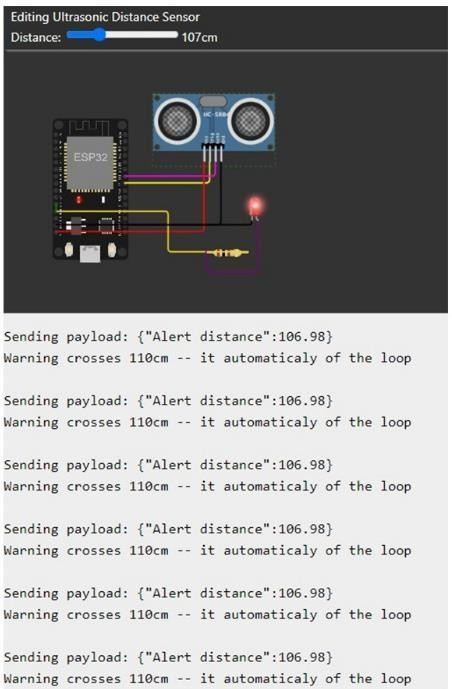 Editing Ultrasonic Distance Sensor
Distance: 107cm
HC-SR04
ESP32
Sending payload: {"Alert distance":106.98}
Warning crosses 110cm -- it automaticaly of the loop
Sending payload: {"Alert distance":106.98}
Warning crosses 110cm -- it automaticaly of the loop
Sending payload: {"Alert distance":106.98}
Warning crosses 110cm -- it automaticaly of the loop
Sending payload: {"Alert distance":106.98}
Warning crosses 110cm -- it automaticaly of the loop
Sending payload: {"Alert distance":106.98}
Warning crosses 110cm -- it automaticaly of the loop
Sending payload: {"Alert distance":106.98}
Warning crosses 110cm -- it automaticaly of the loop